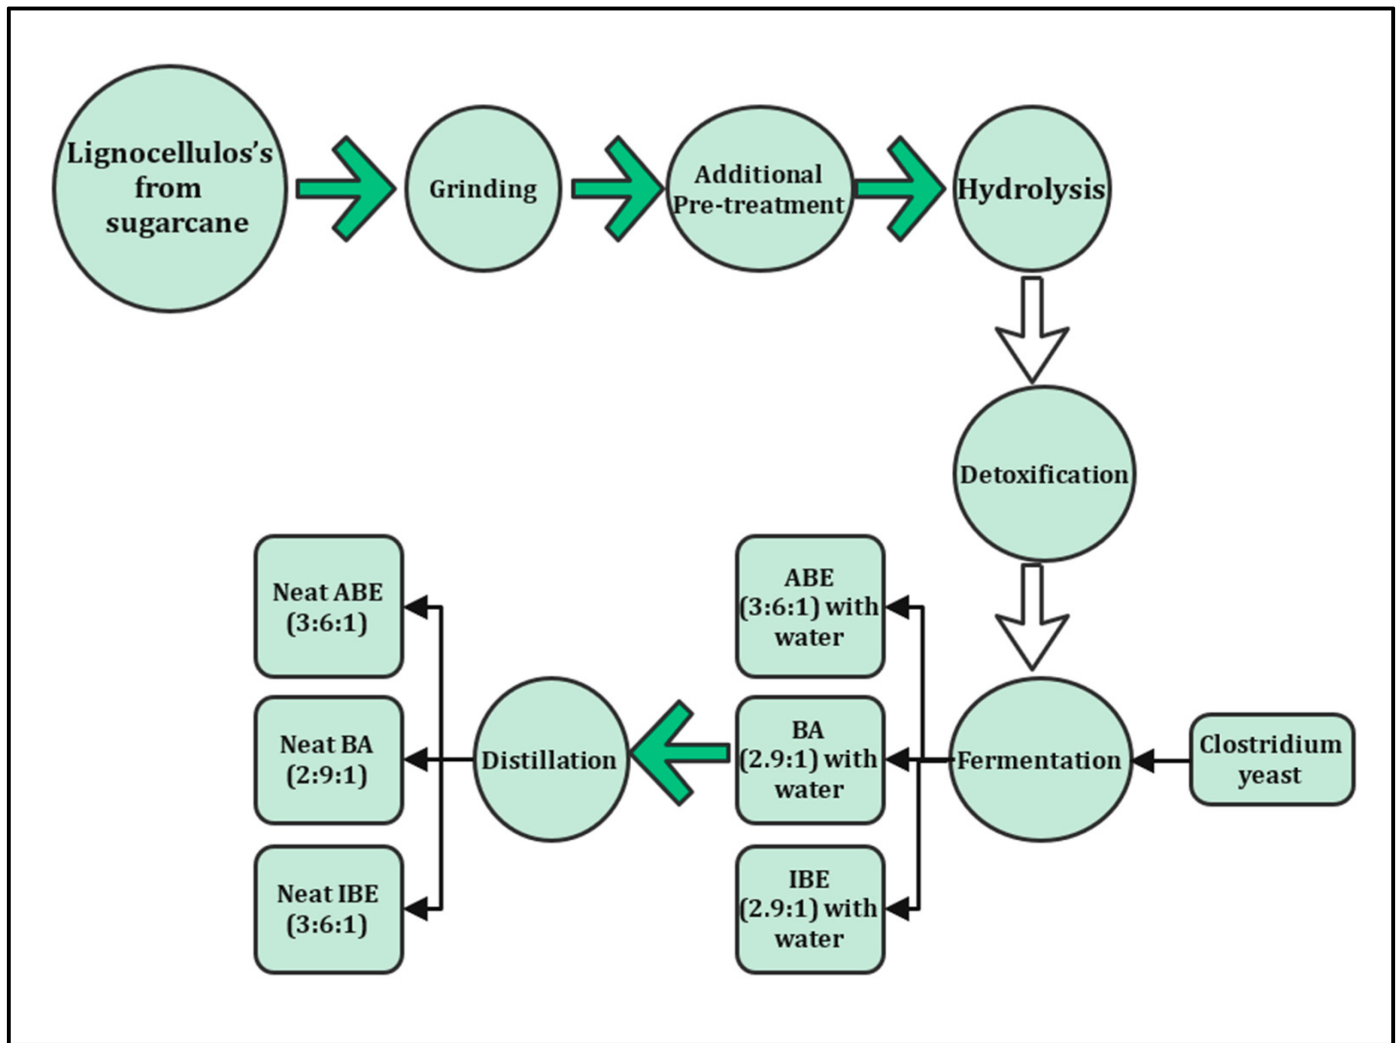 Lignocellulos's
from
sugarcane
Grinding
Additional
Pre-treatment
Hydrolysis
Detoxification
Clostridium
yeast
Fermentation
ABE
(3:6:1) with
water
BA
(2.9:1) with
water
IBE
(2.9:1) with
water
Distillation
Neat ABE
(3:6:1)
Neat BA
(2:9:1)
Neat IBE
(3:6:1)